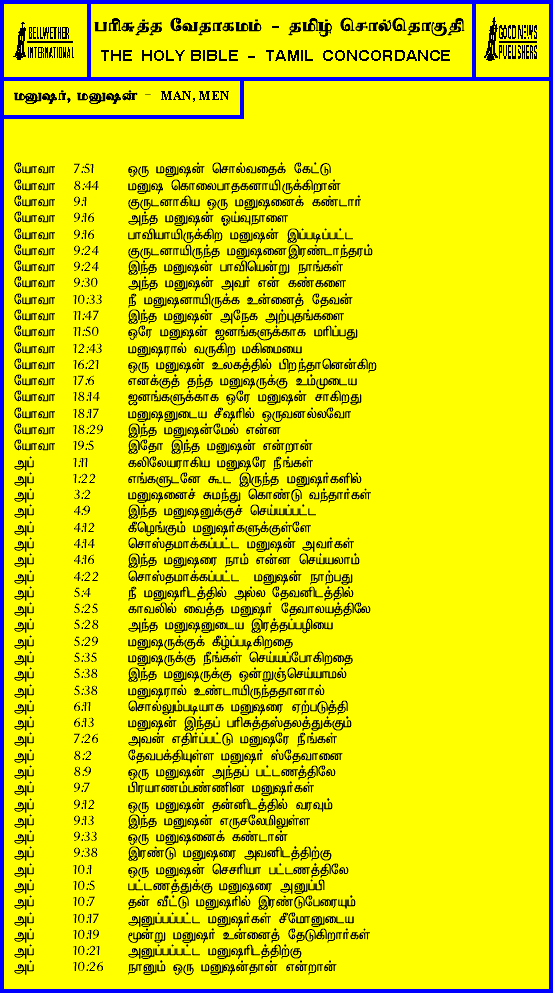 BELLWETHER
INTERNATIONAL
பரிசுத்த வேதாகமம் - தமிழ் சொல்தொகுதி
THE HOLY BIBLE - TAMIL CONCORDANCE
GOOD NEWS
PUBLISHERS
மனுஷர், மனுஷன் - MAN, MEN
யோவா 7:51 ஒரு மனுஷன் சொல்வதைக் கேட்டு
யோவா 8:44 மனுஷ கொலைபாதகனாயிருக்கிறான்
யோவா 9:1 குருடனாகிய ஒரு மனுஷனைக் கண்டார்
யோவா 9:16 அந்த மனுஷன் ஓய்வுநாளை
யோவா 9:16 பாவியாயிருக்கிற மனுஷன் இப்படிப்பட்ட
யோவா 9:24 குருடனாயிருந்த மனுஷனைஇரண்டாந்தரம்
யோவா 9:24 இந்த மனுஷன் பாவியென்று நாங்கள்
யோவா 9:30 அந்த மனுஷன் அவர் என் கண்களை
யோவா 10:33 நீ மனுஷனாயிருக்க உன்னைத் தேவன்
யோவா 11:47 இந்த மனுஷன் அநேக அற்புதங்களை
யோவா 11:50 ஒரே மனுஷன் ஜனங்களுக்காக மரிப்பது
யோவா 12:43 மனுஷரால் வருகிற மகிமையை
யோவா 16:21 ஒரு மனுஷன் உலகத்தில் பிறந்தானென்கிற
யோவா 17:6 எனக்குத் தந்த மனுஷருக்கு உம்முடைய
யோவா 18:14 ஜனங்களுக்காக ஒரே மனுஷன் சாகிறது
யோவா 18:17 மனுஷனுடைய சீஷரில் ஒருவனல்லவோ
யோவா 18:29 இந்த மனுஷன்மேல் என்ன
யோவா 19:5 இதோ இந்த மனுஷன் என்றான்
அப் 1:11 கலிலேயராகிய மனுஷரே நீங்கள்
அப் 1:22 எங்களுடனே கூட இருந்த மனுஷர்களில்
அப் 3:2 மனுஷனைச் சுமந்து கொண்டு வந்தார்கள்
அப் 4:9 இந்த மனுஷனுக்குச் செய்யப்பட்ட
அப் 4:12 கீழெங்கும் மனுஷர்களுக்குள்ளே
அப் 4:14 சொஸ்தமாக்கப்பட்ட மனுஷன் அவர்கள்
அப் 4:16 இந்த மனுஷரை நாம் என்ன செய்யலாம்
அப் 4:22 சொஸ்தமாக்கப்பட்ட மனுஷன் நாற்பது
அப் 5:4 நீ மனுஷரிடத்தில் அல்ல தேவனிடத்தில்
அப் 5:25 காவலில் வைத்த மனுஷர் தேவாலயத்திலே
அப் 5:28 அந்த மனுஷனுடைய இரத்தப்பழியை
அப் 5:29 மனுஷருக்குக் கீழ்ப்படிகிறதை
அப் 5:35 மனுஷருக்கு நீங்கள் செய்யப்போகிறதை
அப் 5:38 இந்த மனுஷருக்கு ஒன்றுஞ்செய்யாமல்
அப் 5:38 மனுஷரால் உண்டாயிருந்ததானால்
அப் 6:11 சொல்லும்படியாக மனுஷரை ஏற்படுத்தி
அப் 6:13 மனுஷன் இந்தப் பரிசுத்தஸ்தலத்துக்கும்
அப் 7:26 அவன் எதிர்ப்பட்டு மனுஷரே நீங்கள்
அப் 8:2 தேவபக்தியுள்ள மனுஷர் ஸ்தேவானை
அப் 8:9 ஒரு மனுஷன் அந்தப் பட்டணத்திலே
அப் 9:7 பிரயாணம்பண்ணின மனுஷர்கள்
அப் 9:12 ஒரு மனுஷன் தன்னிடத்தில் வரவும்
அப் 9:13 இந்த மனுஷன் எருசலேமிலுள்ள
அப் 9:33 ஒரு மனுஷனைக் கண்டான்
அப் 9:38 இரண்டு மனுஷரை அவனிடத்திற்கு
அப் 10:1 ஒரு மனுஷன் செசரியா பட்டணத்திலே
அப் 10:5 பட்டணத்துக்கு மனுஷரை அனுப்பி
அப் 10:7 தன் வீட்டு மனுஷரில் இரண்டுபேரையும்
அப் 10:17 அனுப்பப்பட்ட மனுஷர்கள் சீமோனுடைய
அப் 10:19 மூன்று மனுஷர் உன்னைத் தேடுகிறார்கள்
அப் 10:21 அனுப்பப்பட்ட மனுஷரிடத்திற்கு
அப் 10:26 நானும் ஒரு மனுஷன்தான் என்றான்